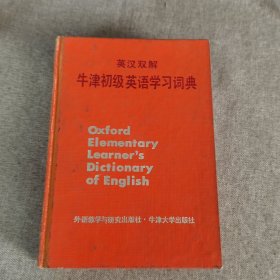 英汉双解
牛津初级英语学习词典
Oxford
Elementary
Learner's
Dictionary
of English
外语教学与研究出版社·牛津大学出版社